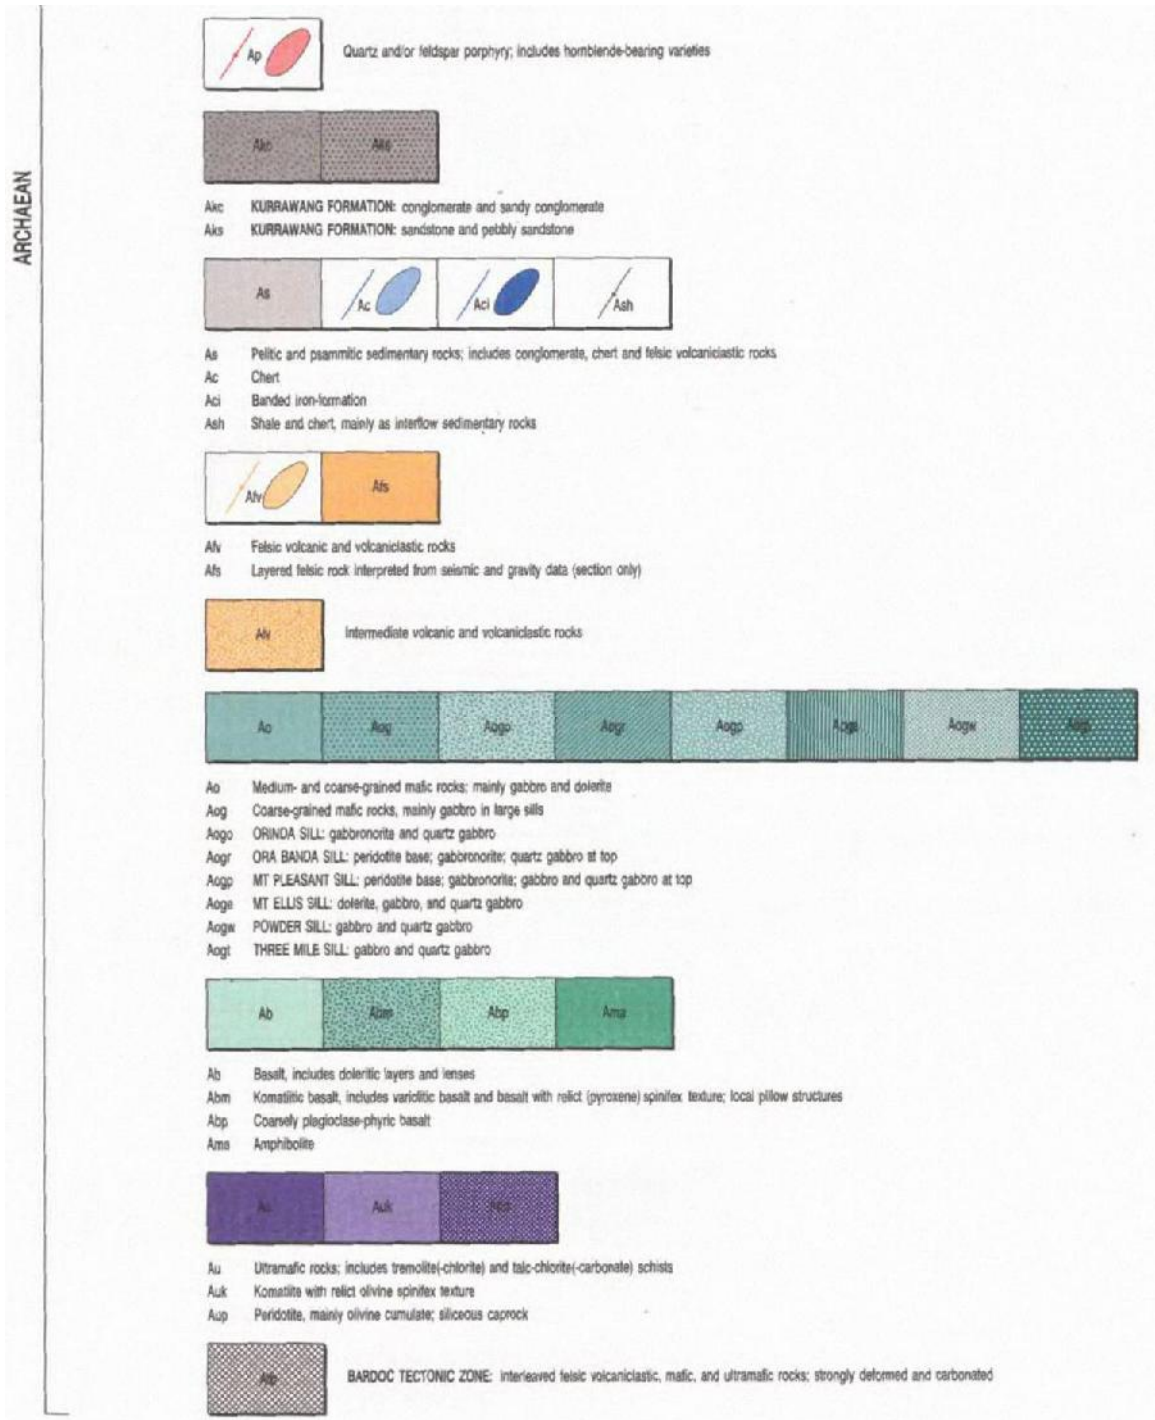 ARCHAEAN
Ap
Quartz and/or feldspar porphyry; includes hornblende-bearing varieties
Akc Aks
Akc KURRAWANG FORMATION: conglomerate and sandy conglomerate
Aks KURRAWANG FORMATION: sandstone and pebbly sandstone
As Ac Aci Ash
As Pelitic and psammitic sedimentary rocks; includes conglomerate, chert and felsic volcaniclastic rocks
Ac Chert
Aci Banded iron-formation
Ash Shale and chert, mainly as interflow sedimentary rocks
Afv Afs
Afv Felsic volcanic and volcaniclastic rocks
Afs Layered felsic rock interpreted from seismic and gravity data (section only)
Intermediate volcanic and volcaniclastic rocks
Ao Aog Aogo Aogr Aogp Aoge Aogw Aogt
Ao Medium- and coarse-grained mafic rocks; mainly gabbro and dolerite
Aog Coarse-grained mafic rocks, mainly gabbro in large sills
Aogo ORINDA SILL: gabbronorite and quartz gabbro
Aogr ORA BANDA SILL: peridotite base; gabbronorite; quartz gabbro at top
Aogp MT PLEASANT SILL: peridotite base; gabbronorite; gabbro and quartz gabbro at top
Aoge MT ELLIS SILL: dolerite, gabbro, and quartz gabbro
Aogw POWDER SILL: gabbro and quartz gabbro
Aogt THREE MILE SILL: gabbro and quartz gabbro
Ab Abm Abp Ama
Ab Basalt, includes doleritic layers and lenses
Abm Komatiitic basalt, includes variolitic basalt and basalt with relict (pyroxene) spinifex texture; local pillow structures
Abp Coarsely plagioclase-phyric basalt
Ama Amphibolite
Au Auk Aup
Au Ultramafic rocks; includes tremolite(-chlorite) and talc-chlorite(-carbonate) schists
Auk Komatiite with relict olivine spinifex texture
Aup Peridotite, mainly olivine cumulate; siliceous caprock
BARDOC TECTONIC ZONE: interleaved felsic volcaniclastic, mafic, and ultramafic rocks; strongly deformed and carbonated